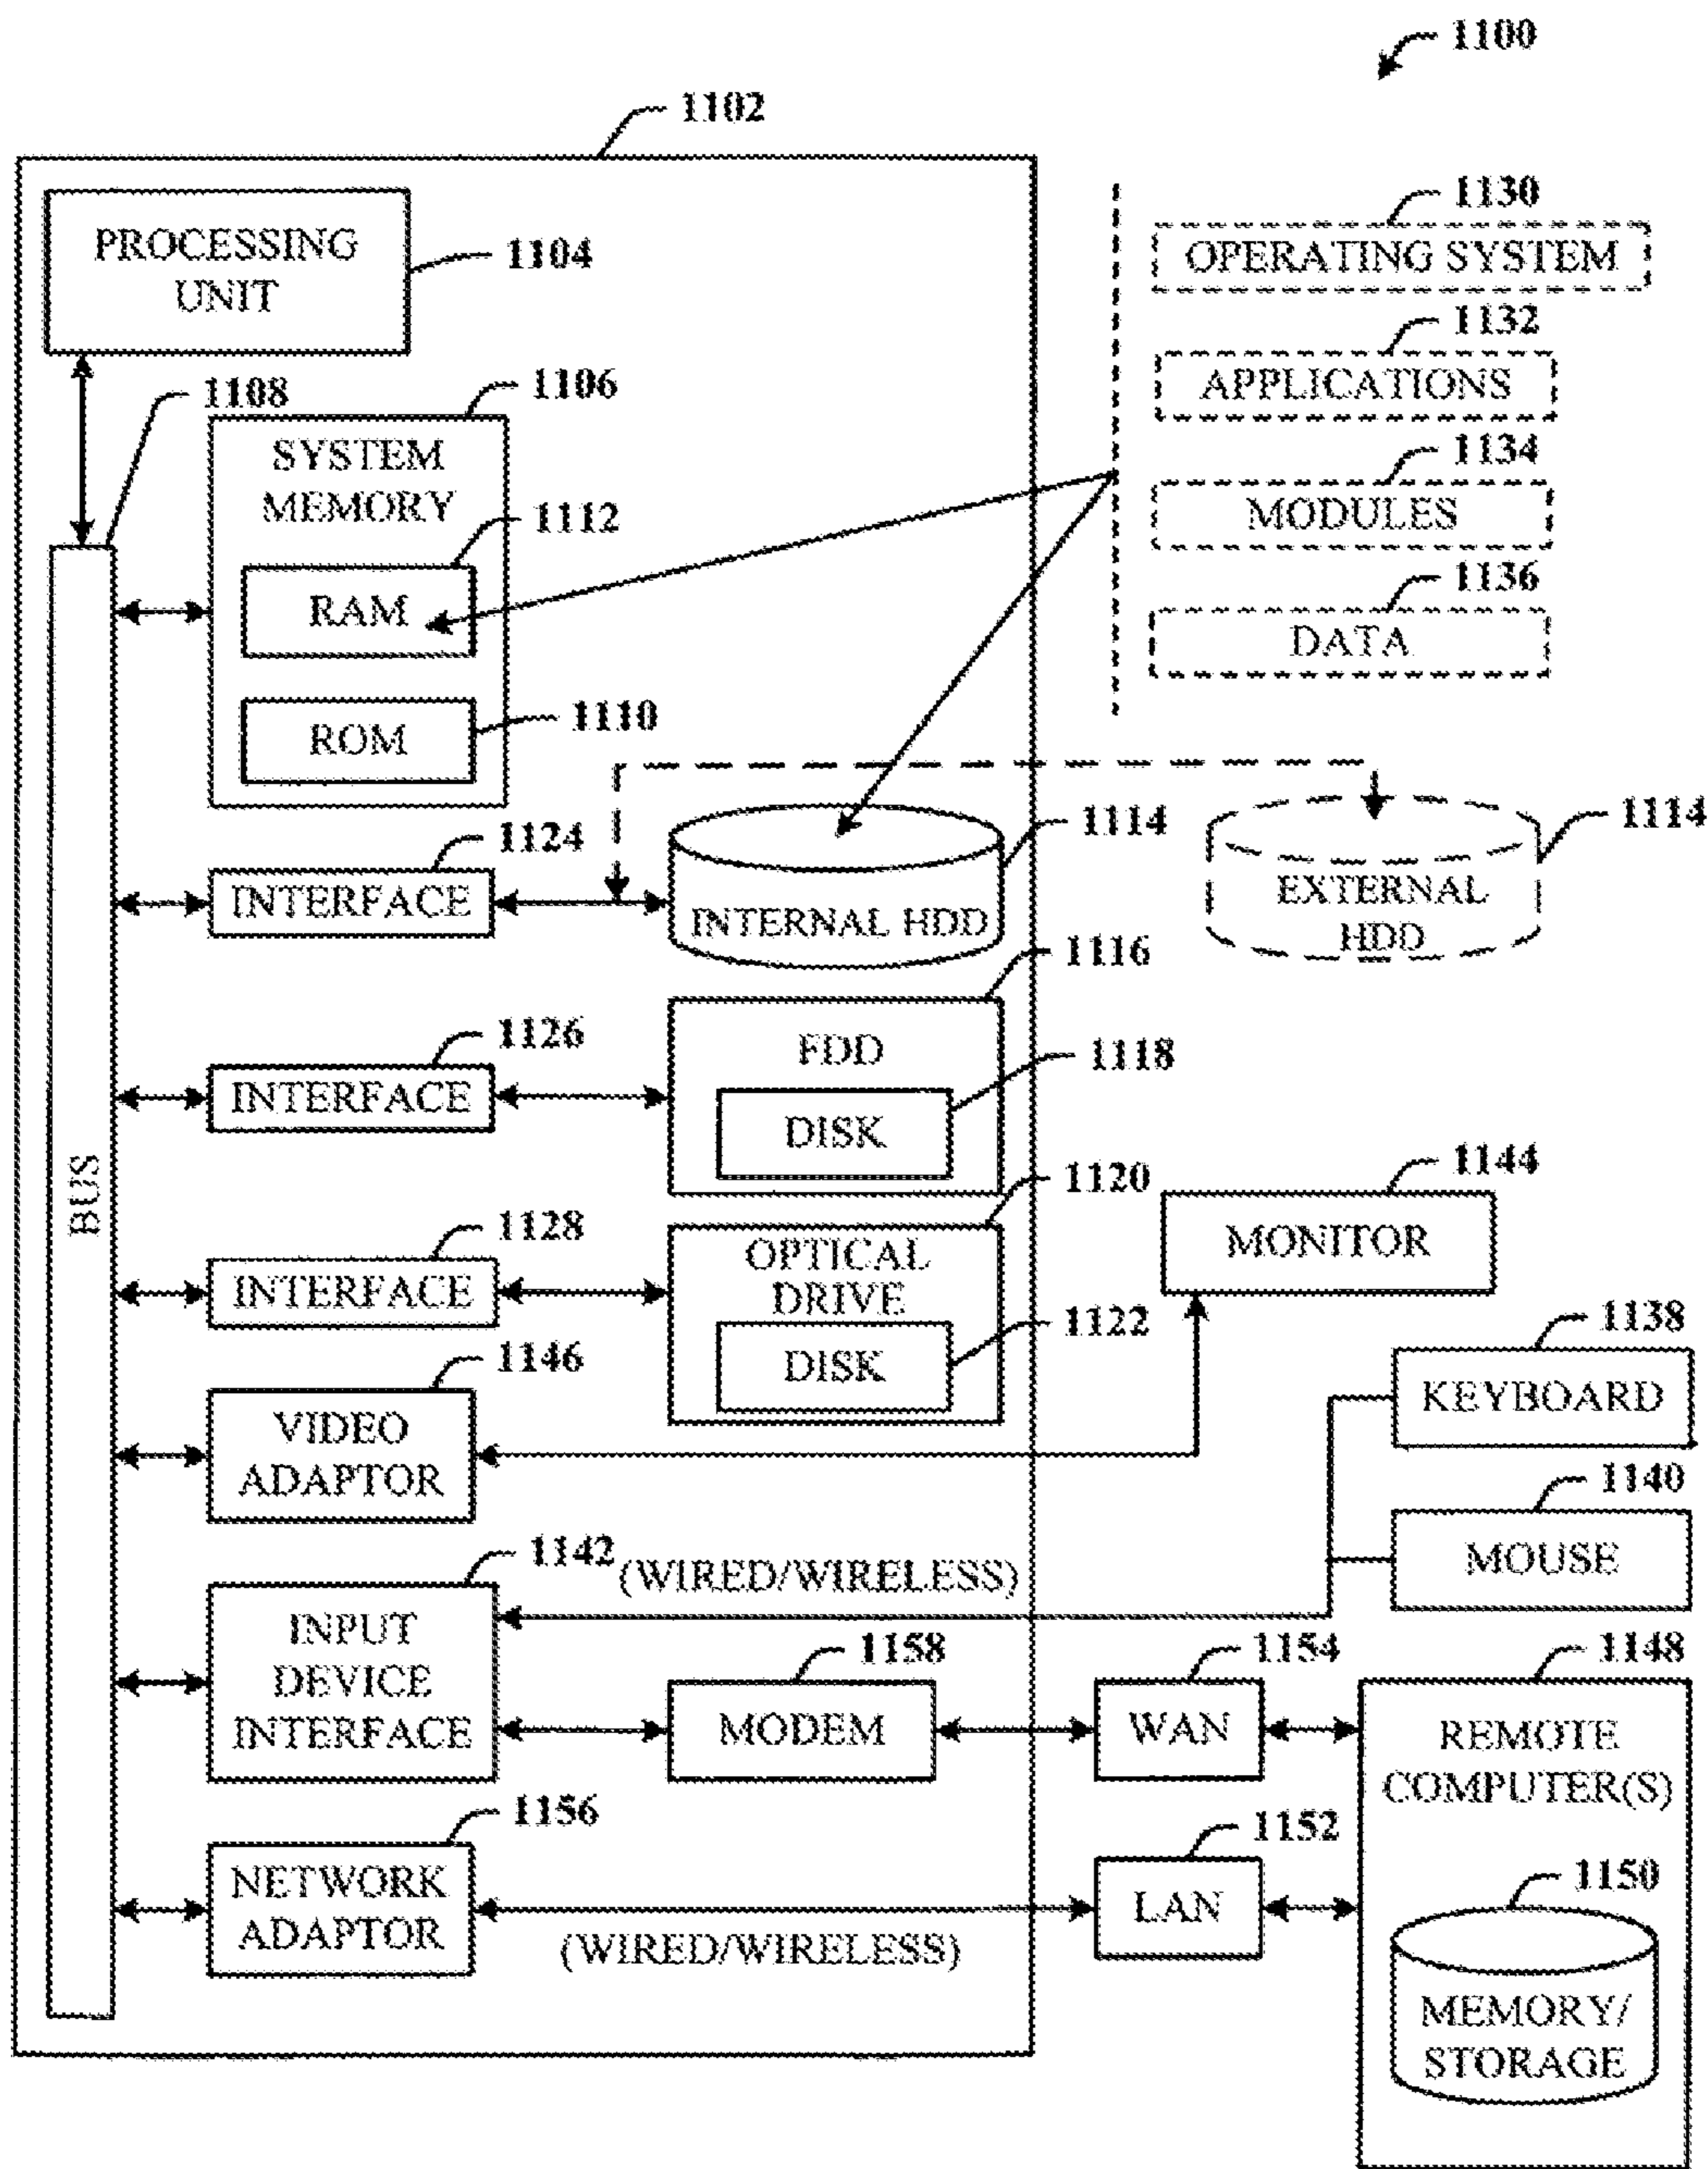 1100
1102
PROCESSING
UNIT
1104
1130
OPERATING SYSTEM
1132
APPLICATIONS
1134
MODULES
1136
DATA
1108
1106
SYSTEM
MEMORY
1112
RAM
1110
ROM
1124
INTERFACE
1114
INTERNAL HDD
1114
EXTERNAL
HDD
1116
FDD
1126
INTERFACE
1118
DISK
BUS
1120
OPTICAL
DRIVE
1128
INTERFACE
1122
DISK
1144
MONITOR
1146
VIDEO
ADAPTOR
1138
KEYBOARD
1140
MOUSE
1142
(WIRED/WIRELESS)
INPUT
DEVICE
INTERFACE
1158
MODEM
1154
WAN
1148
REMOTE
COMPUTER(S)
1156
NETWORK
ADAPTOR
(WIRED/WIRELESS)
1152
LAN
1150
MEMORY/
STORAGE